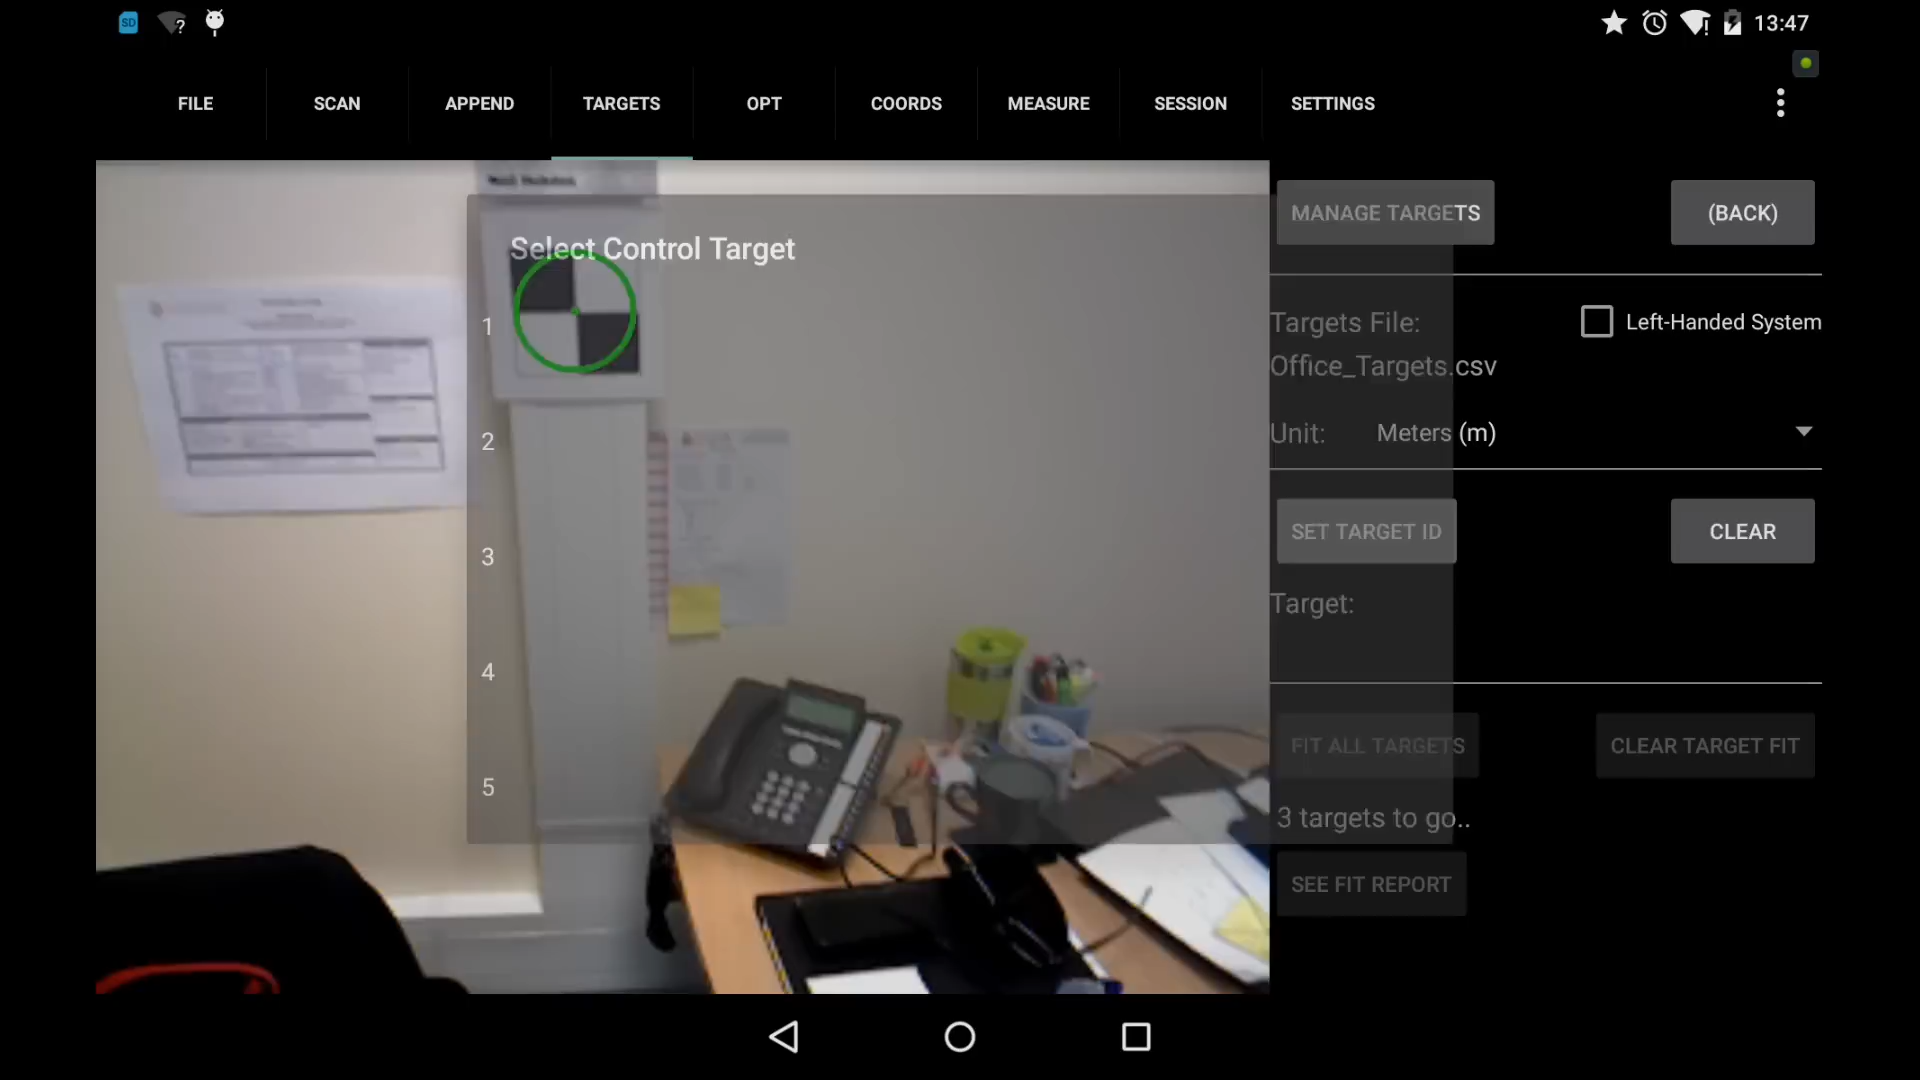 SD
?
13:47
FILE
SCAN
APPEND
TARGETS
OPT
COORDS
MEASURE
SESSION
SETTINGS
MANAGE TARGETS
(BACK)
Select Control Target
1
2
3
4
5
Targets File:
Left-Handed System
Office_Targets.csv
Unit: Meters (m)
SET TARGET ID
CLEAR
Target:
FIT ALL TARGETS
CLEAR TARGET FIT
3 targets to go..
SEE FIT REPORT